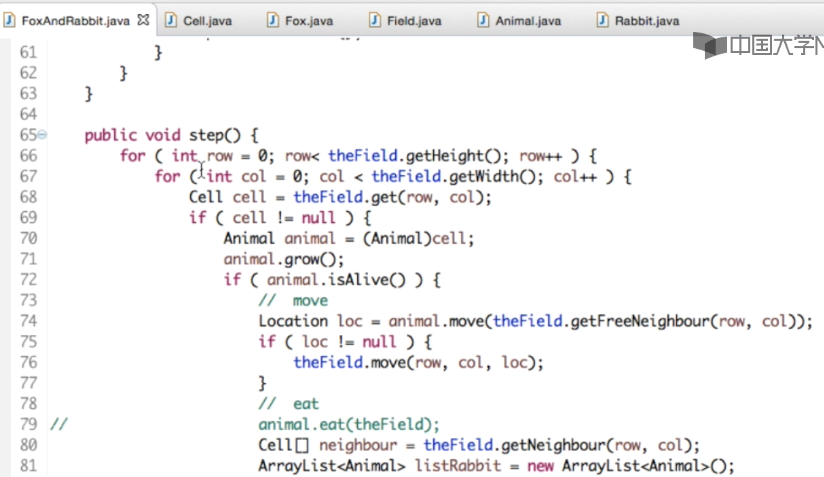 FoxAndRabbit.java Cell.java Fox.java Field.java Animal.java Rabbit.java
中国大学
61 }
62 }
63 }
64
65 public void step() {
66 for ( int row = 0; row< theField.getHeight(); row++ ) {
67 for ( int col = 0; col < theField.getWidth(); col++ ) {
68 Cell cell = theField.get(row, col);
69 if ( cell != null ) {
70 Animal animal = (Animal)cell;
71 animal.grow();
72 if ( animal.isAlive() ) {
73 // move
74 Location loc = animal.move(theField.getFreeNeighbour(row, col));
75 if ( loc != null ) {
76 theField.move(row, col, loc);
77 }
78 // eat
79 // animal.eat(theField);
80 Cell[] neighbour = theField.getNeighbour(row, col);
81 ArrayList<Animal> listRabbit = new ArrayList<Animal>();